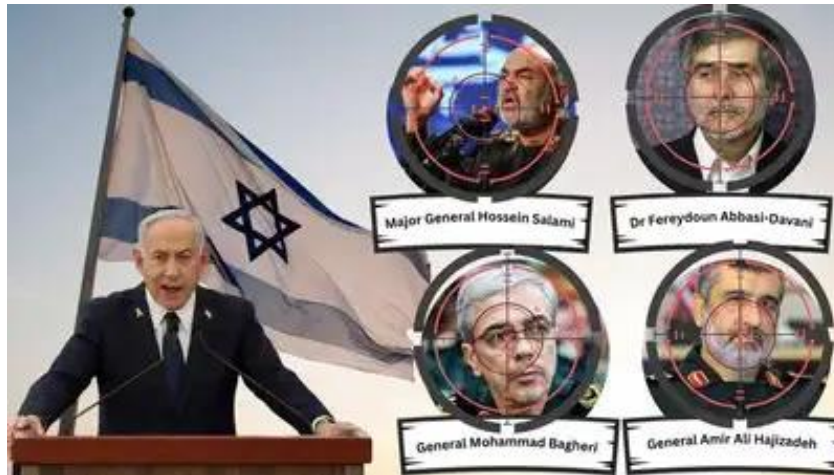 Major General Hossein Salami
Dr Fereydoun Abbasi-Davani
General Mohammad Bagheri
General Amir Ali Hajizadeh